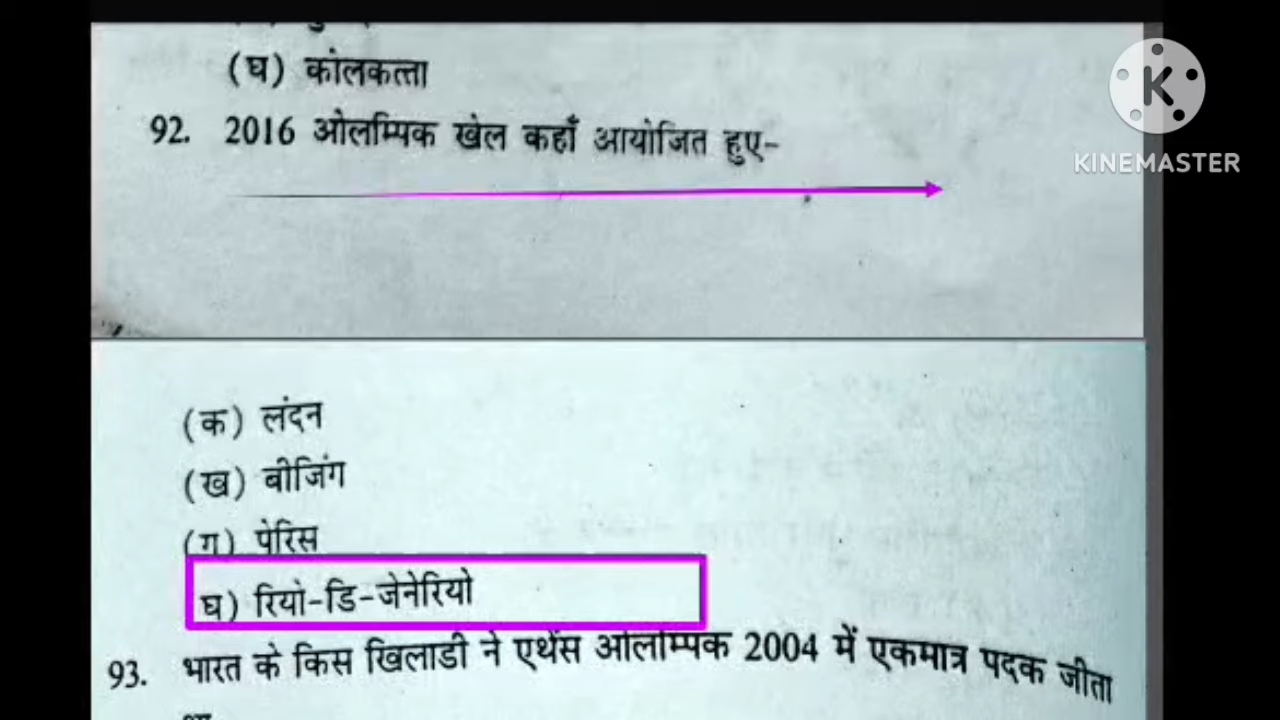 (घ) कोलकत्ता
KINEMASTER
92. 2016 ओलम्पिक खेल कहाँ आयोजित हुए-
(क) लंदन
(ख) बीजिंग
(ग) पेरिस
घ) रियो-डि-जेनेरियो
93. भारत के किस खिलाडी ने एथेंस ओलम्पिक 2004 में एकमात्र पदक जीता